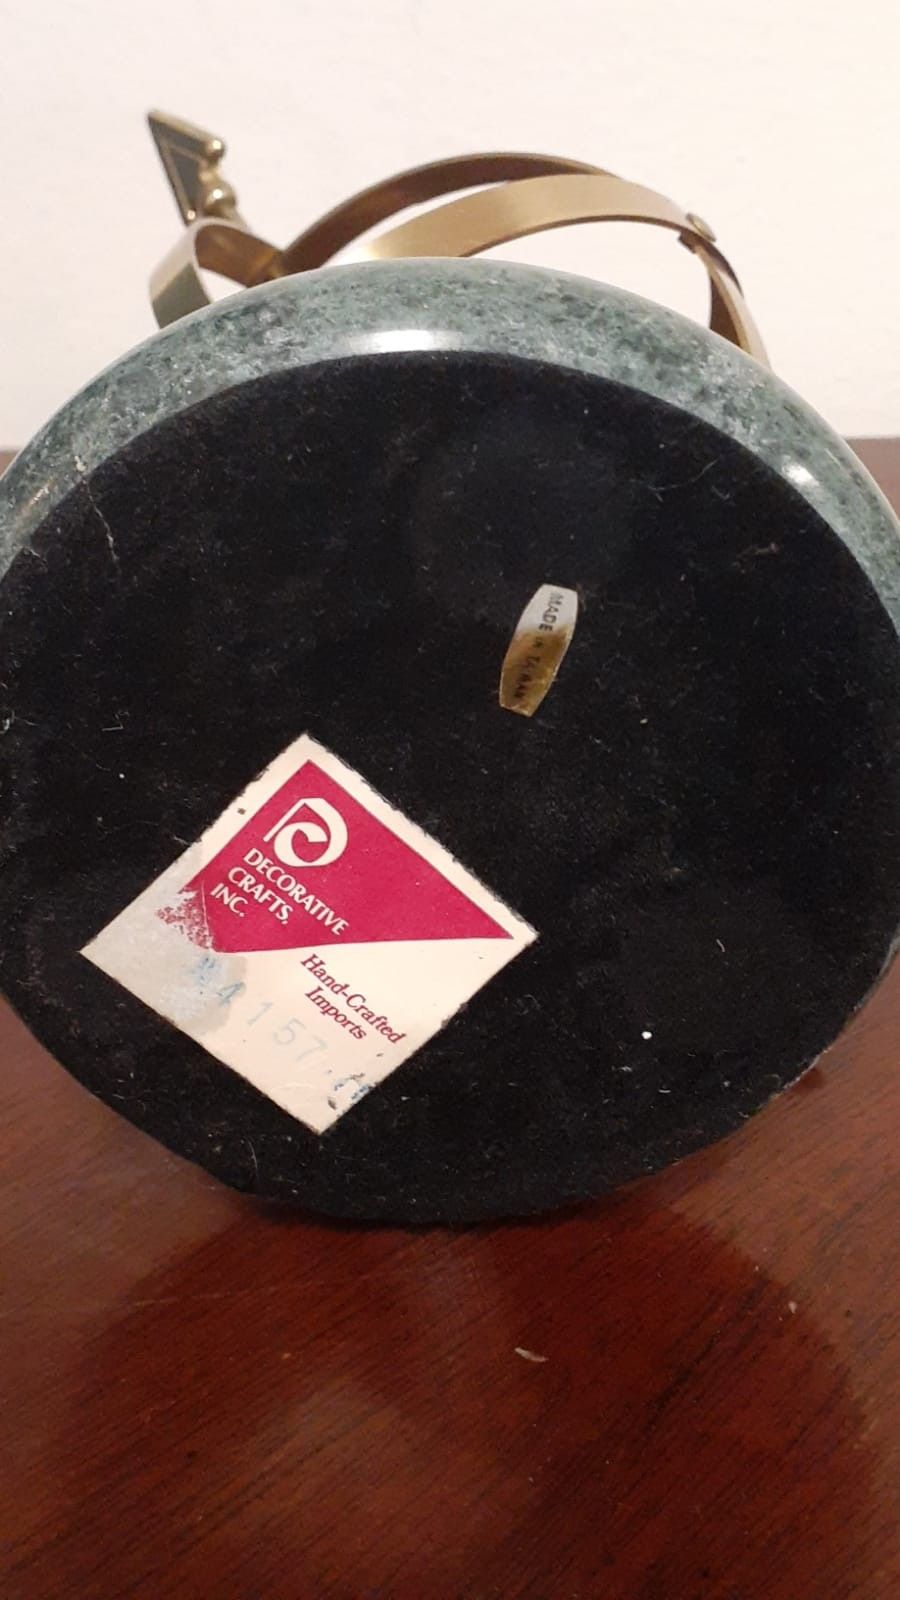 MADE IN TAIWAN
DECORATIVE
CRAFTS,
INC.
Hand-Crafted
Imports